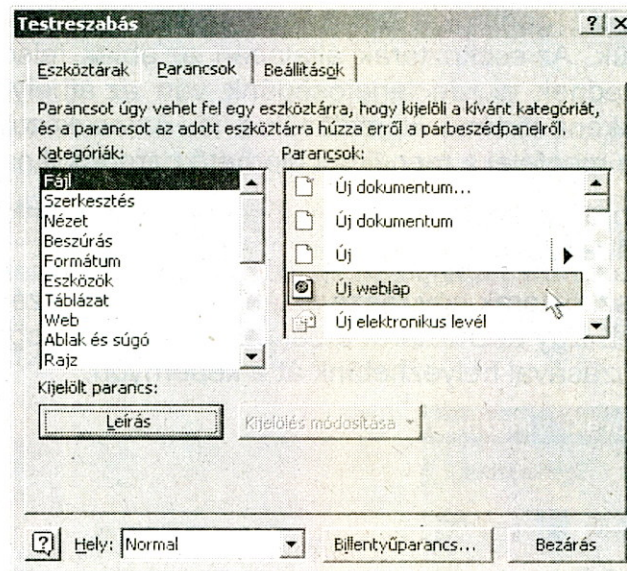 Testreszabás
Eszköztárak Parancsok Beállítások
Parancsot úgy vehet fel egy eszköztárra, hogy kijelöli a kívánt kategóriát,
és a parancsot az adott eszköztárra húzza erről a párbeszédpanelről.
Kategóriák:
Fájl
Szerkesztés
Nézet
Beszúrás
Formátum
Eszközök
Táblázat
Web
Ablak és súgó
Rajz
Parancsok:
Új dokumentum...
Új dokumentum
Új
Új weblap
Új elektronikus levél
Kijelölt parancs:
Leírás Kijelölés módosítása
Hely: Normal Billentyűparancs... Bezárás